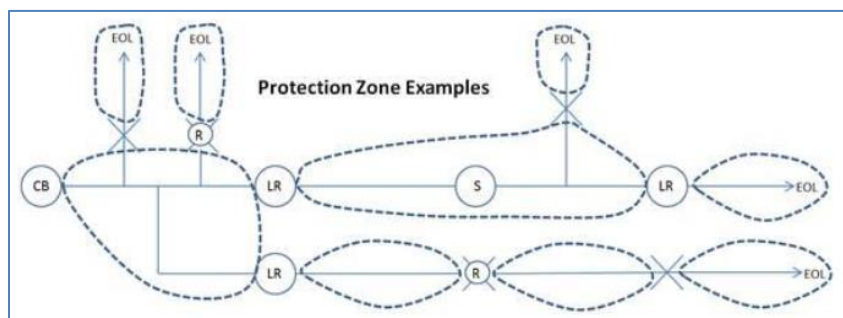 EOL
EOL
EOL
Protection Zone Examples
R
CB
LR
S
LR
EOL
LR
R
EOL